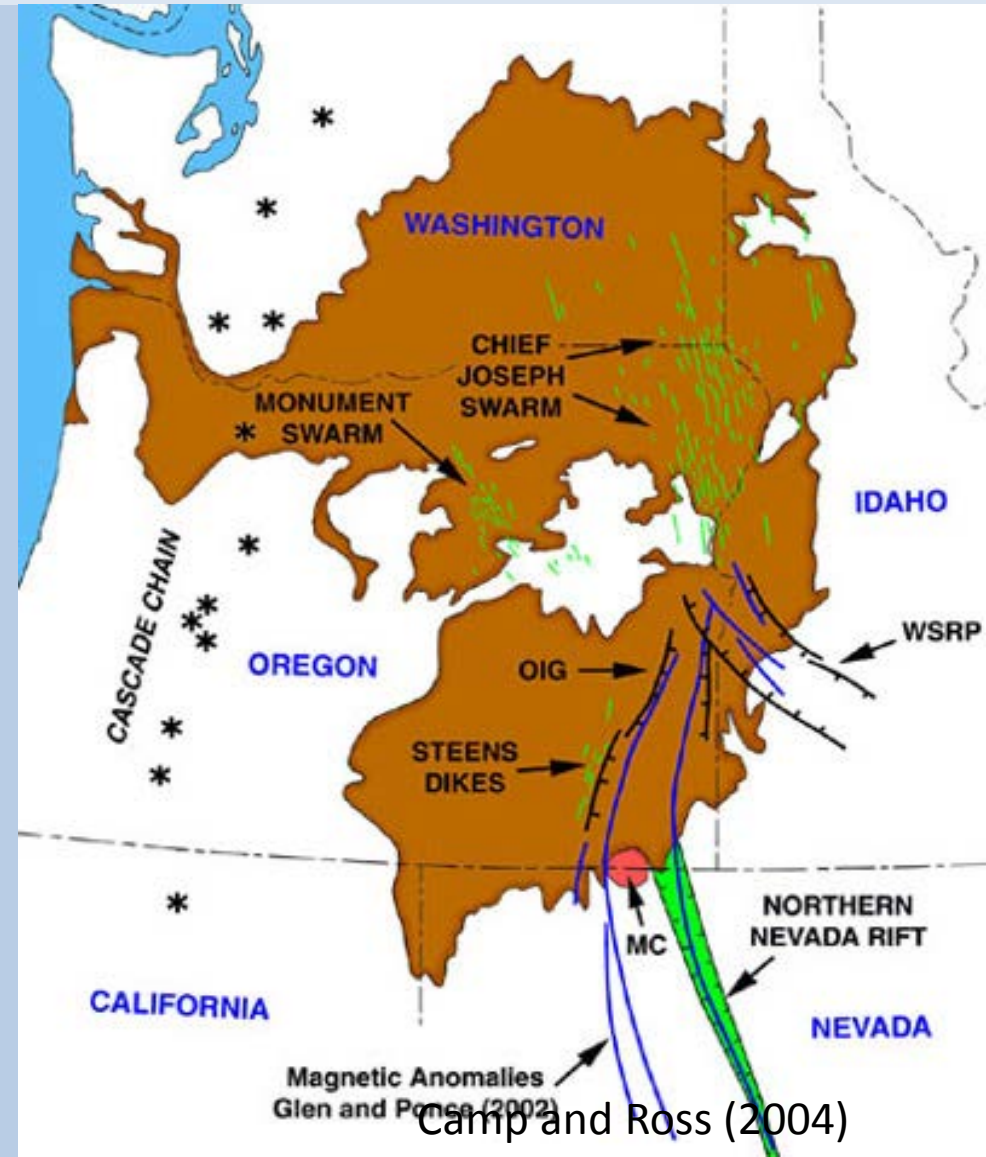 WASHINGTON
CHIEF
JOSEPH
SWARM
MONUMENT
SWARM
IDAHO
CASCADE CHAIN
OREGON
WSRP
OIG
STEENS
DIKES
MC
NORTHERN
NEVADA RIFT
CALIFORNIA
NEVADA
Magnetic Anomalies
Glen and Ponce (2002)
Camp and Ross (2004)